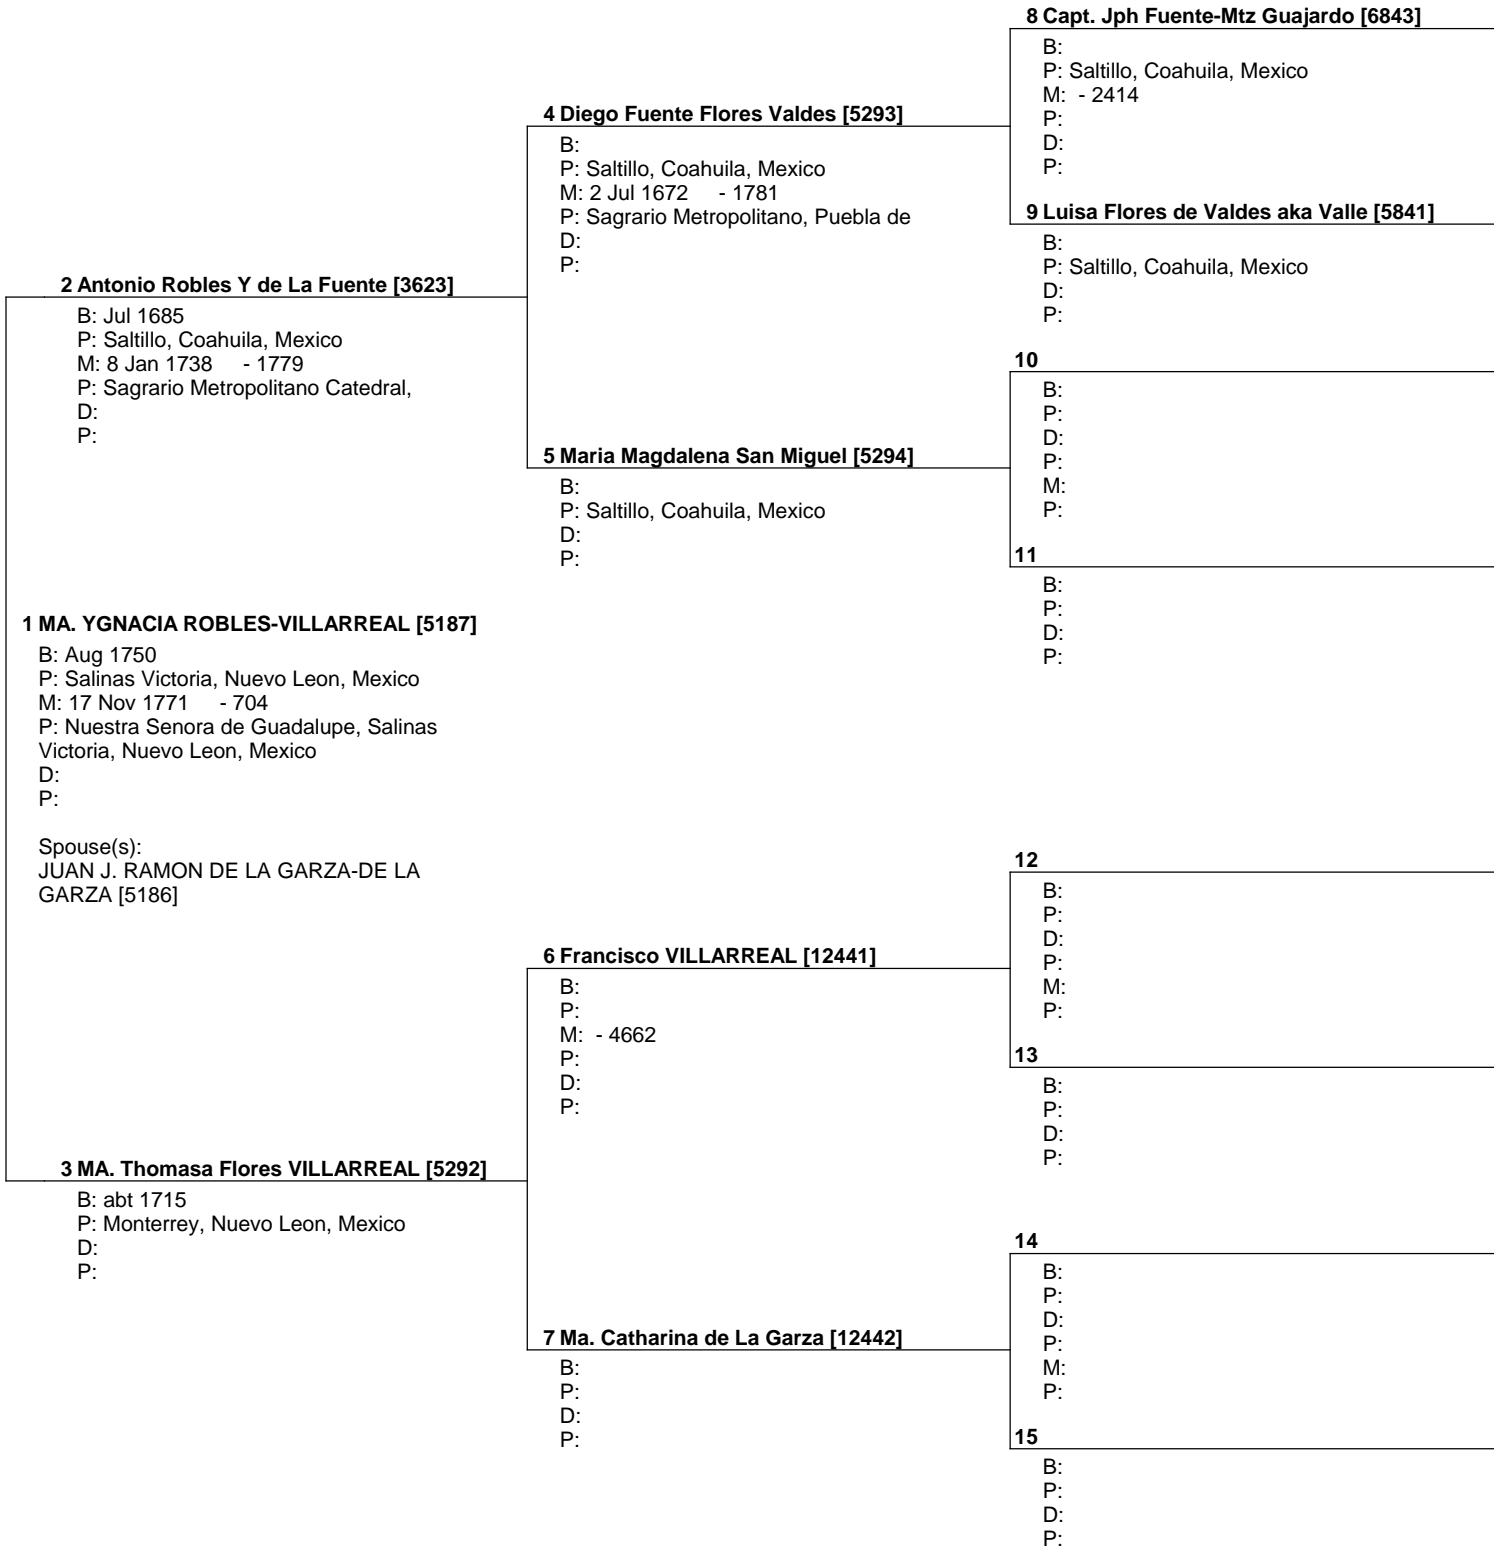 8 Capt. Jph Fuente-Mtz Guajardo [6843]
B:
P: Saltillo, Coahuila, Mexico
M:  - 2414
P:
D:
P:
4 Diego Fuente Flores Valdes [5293]
B:
P: Saltillo, Coahuila, Mexico
M: 2 Jul 1672     - 1781
P: Sagrario Metropolitano, Puebla de
D:
P:
9 Luisa Flores de Valdes aka Valle [5841]
B:
P: Saltillo, Coahuila, Mexico
D:
P:
2 Antonio Robles Y de La Fuente [3623]
B: Jul 1685
P: Saltillo, Coahuila, Mexico
M: 8 Jan 1738     - 1779
P: Sagrario Metropolitano Catedral,
D:
P:
10
B:
P:
D:
P:
M:
P:
5 Maria Magdalena San Miguel [5294]
B:
P: Saltillo, Coahuila, Mexico
D:
P:
11
B:
P:
D:
P:
1 MA. YGNACIA ROBLES-VILLARREAL [5187]
B: Aug 1750
P: Salinas Victoria, Nuevo Leon, Mexico
M: 17 Nov 1771     - 704
P: Nuestra Senora de Guadalupe, Salinas
Victoria, Nuevo Leon, Mexico
D:
P:
Spouse(s):
JUAN J. RAMON DE LA GARZA-DE LA
GARZA [5186]
12
B:
P:
D:
P:
M:
P:
6 Francisco VILLARREAL [12441]
B:
P:
M:  - 4662
P:
D:
P:
13
B:
P:
D:
P:
3 MA. Thomasa Flores VILLARREAL [5292]
B: abt 1715
P: Monterrey, Nuevo Leon, Mexico
D:
P:
14
B:
P:
D:
P:
M:
P:
7 Ma. Catharina de La Garza [12442]
B:
P:
D:
P:
15
B:
P:
D:
P: